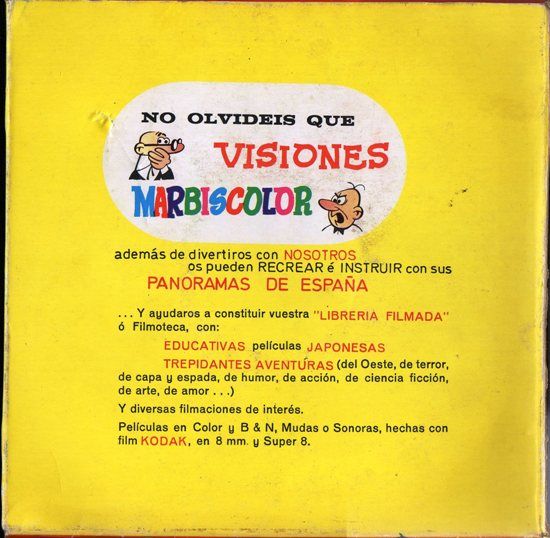 NO OLVIDEIS QUE
VISIONES
MARBISCOLOR
además de divertiros con NOSOTROS
os pueden RECREAR é INSTRUIR con sus
PANORAMAS DE ESPAÑA
... Y ayudaros a constituir vuestra "LIBRERIA FILMADA"
ó Filmoteca, con:
EDUCATIVAS películas JAPONESAS
TREPIDANTES AVENTURAS (del Oeste, de terror,
de capa y espada, de humor, de acción, de ciencia ficción,
de arte, de amor ...)
Y diversas filmaciones de interés.
Películas en Color y B & N, Mudas o Sonoras, hechas con
film KODAK, en 8 mm. y Super 8.